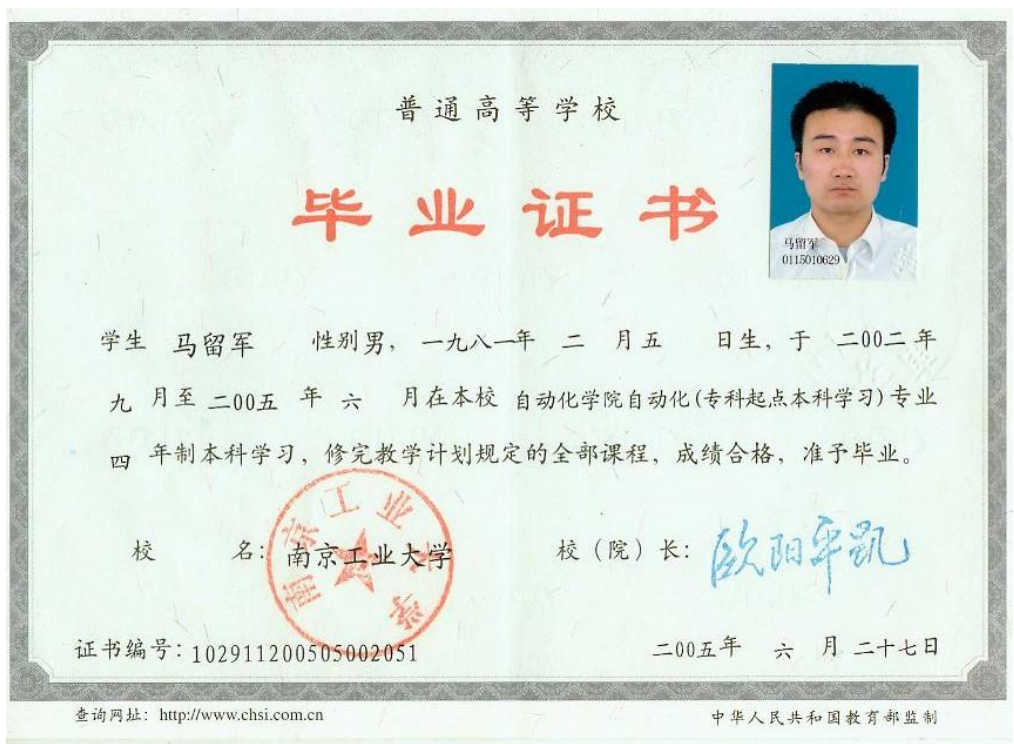 普通高等学校
毕业证书
马留军
0115010629
学生 马留军 性别男，一九八一年 二 月五 日生，于 二00二年
九 月至 二00五 年 六 月在本校 自动化学院自动化(专科起点本科学习)专业
四 年制本科学习，修完教学计划规定的全部课程，成绩合格，准予毕业。
校 名：南京工业大学 校（院）长：欧阳平凯
南京工业大学
证书编号：102911200505002051 二00五年 六 月 二十七日
查询网址：http://www.chsi.com.cn 中华人民共和国教育部监制